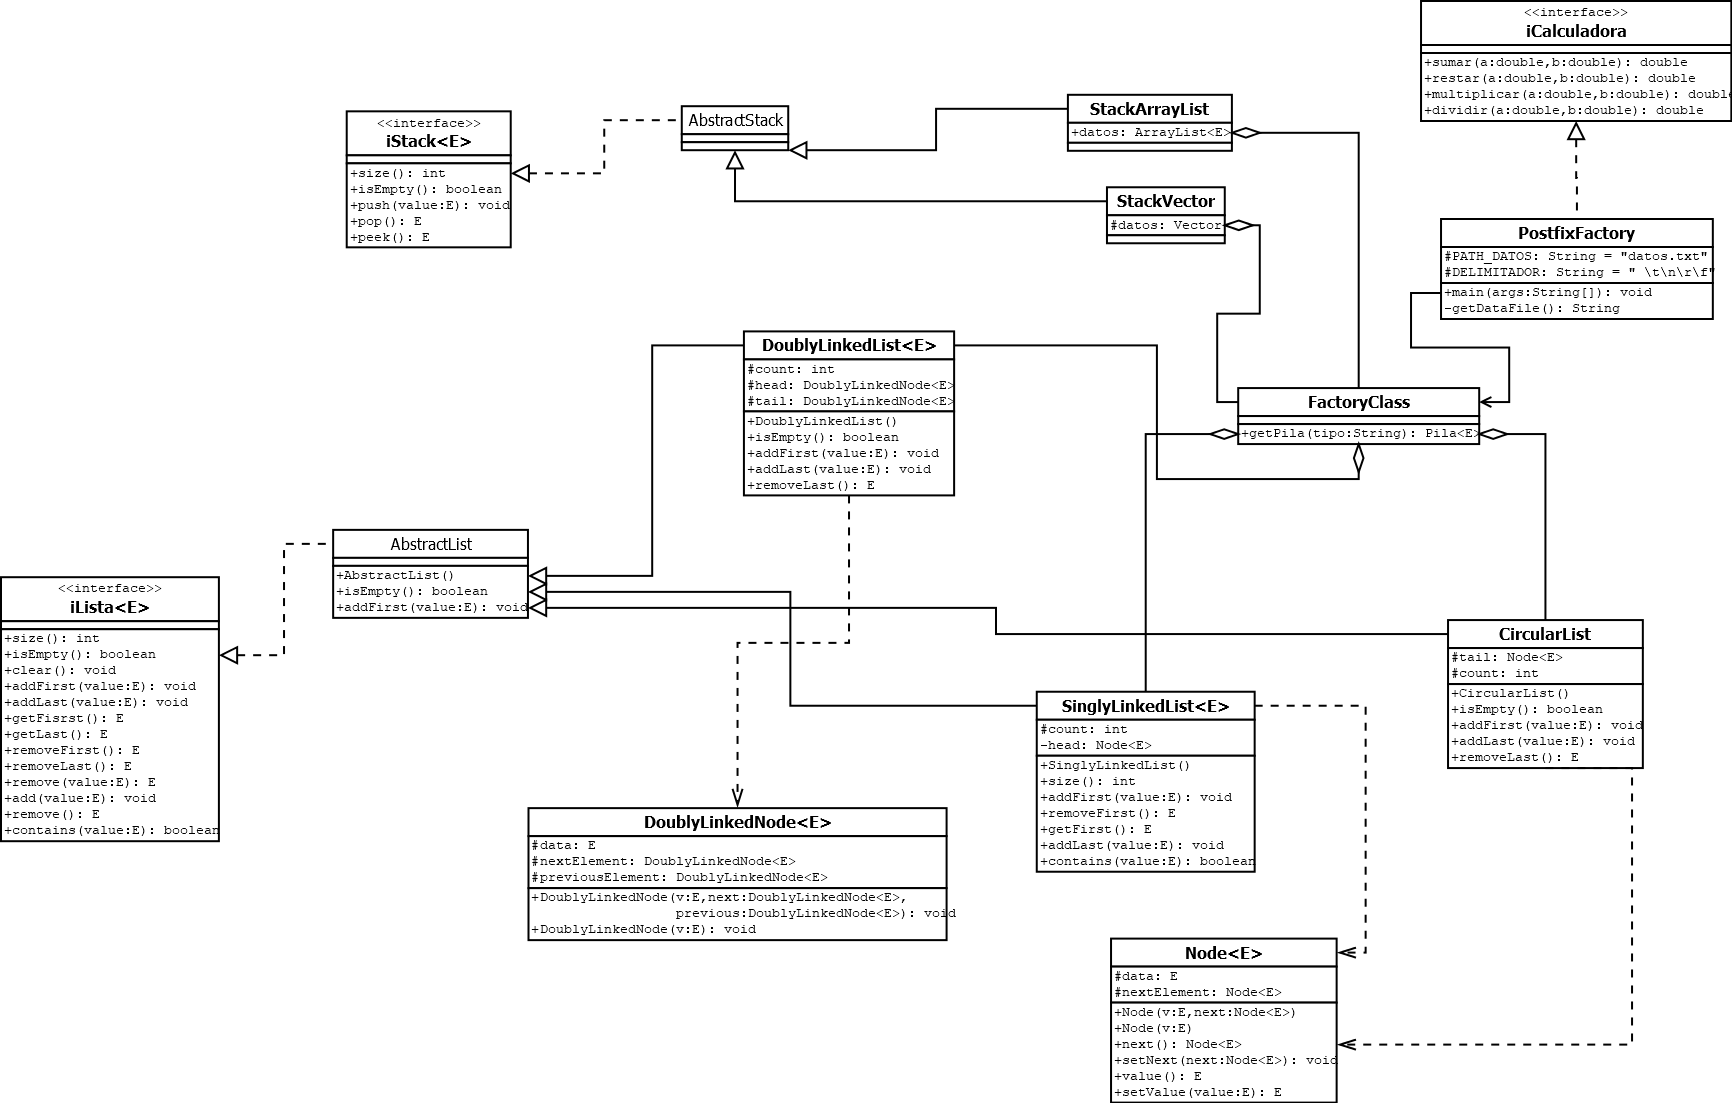 <<interface>>
iCalculadora
+sumar(a:double,b:double): double
+restar(a:double,b:double): double
+multiplicar(a:double,b:double): double
+dividir(a:double,b:double): double
StackArrayList
+datos: ArrayList<E>
AbstractStack
<<interface>>
iStack<E>
+size(): int
+isEmpty(): boolean
+push(value:E): void
+pop(): E
+peek(): E
StackVector
#datos: Vector
PostfixFactory
#PATH_DATOS: String = "datos.txt"
#DELIMITADOR: String = " \t\n\r\f"
+main(args:String[]): void
-getDataFile(): String
DoublyLinkedList<E>
#count: int
#head: DoublyLinkedNode<E>
#tail: DoublyLinkedNode<E>
+DoublyLinkedList()
+isEmpty(): boolean
+addFirst(value:E): void
+addLast(value:E): void
+removeLast(): E
FactoryClass
+getPila(tipo:String): Pila<E>
AbstractList
+AbstractList()
+isEmpty(): boolean
+addFirst(value:E): void
<<interface>>
iLista<E>
+size(): int
+isEmpty(): boolean
+clear(): void
+addFirst(value:E): void
+addLast(value:E): void
+getFisrst(): E
+getLast(): E
+removeFirst(): E
+removeLast(): E
+remove(value:E): E
+add(value:E): void
+remove(): E
+contains(value:E): boolean
CircularList
#tail: Node<E>
#count: int
+CircularList()
+isEmpty(): boolean
+addFirst(value:E): void
+addLast(value:E): void
+removeLast(): E
SinglyLinkedList<E>
#count: int
-head: Node<E>
+SinglyLinkedList()
+size(): int
+addFirst(value:E): void
+removeFirst(): E
+getFirst(): E
+addLast(value:E): void
+contains(value:E): boolean
DoublyLinkedNode<E>
#data: E
#nextElement: DoublyLinkedNode<E>
#previousElement: DoublyLinkedNode<E>
+DoublyLinkedNode(v:E,next:DoublyLinkedNode<E>,
previous:DoublyLinkedNode<E>): void
+DoublyLinkedNode(v:E): void
Node<E>
#data: E
#nextElement: Node<E>
+Node(v:E,next:Node<E>)
+Node(v:E)
+next(): Node<E>
+setNext(next:Node<E>): void
+value(): E
+setValue(value:E): E